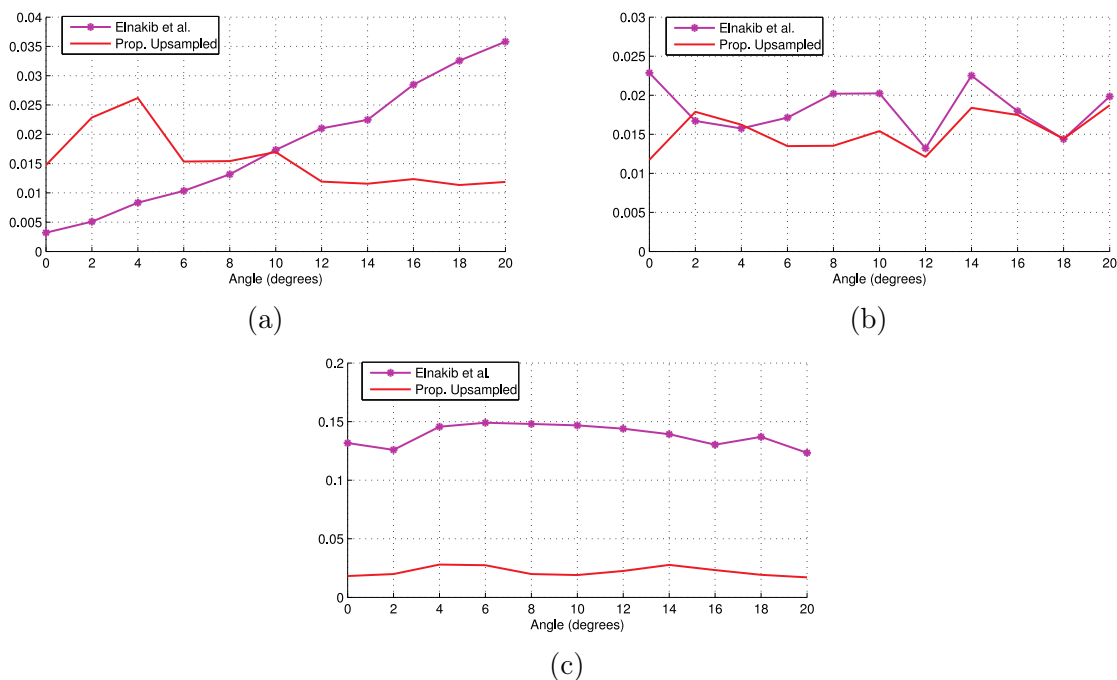 0.04
0.035
0.03
0.025
0.02
0.015
0.01
0.005
0
Elnakib et al.
Prop. Upsampled
0 2 4 6 8 10 12 14 16 18 20
Angle (degrees)
(a)
0.03
0.025
0.02
0.015
0.01
0.005
0
Elnakib et al.
Prop. Upsampled
0 2 4 6 8 10 12 14 16 18 20
Angle (degrees)
(b)
0.2
0.15
0.1
0.05
0
Elnakib et al.
Prop. Upsampled
0 2 4 6 8 10 12 14 16 18 20
Angle (degrees)
(c)